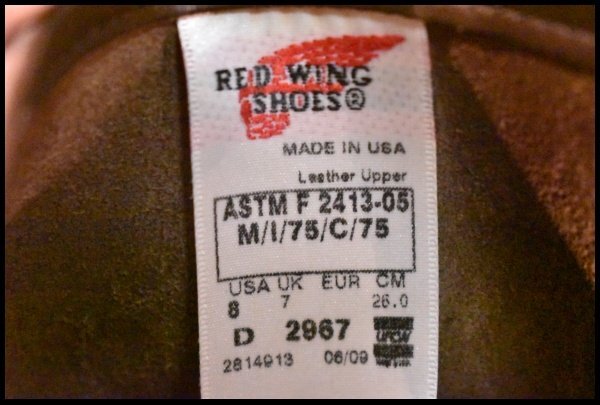 RED WING
SHOES®
MADE IN USA
Leather Upper
ASTM F 2413-05
M/I/75/C/75
USA UK EUR CM
8 7 26.0
D 2967 UFCW
2814913 06/09